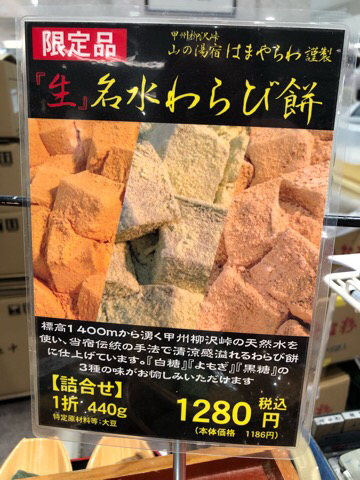 限定品
甲州柳沢峠
山の湯宿 はまやらわ 謹製
『生』名水わらび餅
標高1400mから湧く甲州柳沢峠の天然水を
使い、当宿伝統の手法で清涼感溢れるわらび餅
に仕上げています。『白糖』『よもぎ』『黒糖』の
3種の味がお愉しみいただけます
【詰合せ】
1折・440g
特定原材料等:大豆
1280円 税込
(本体価格 1186円)